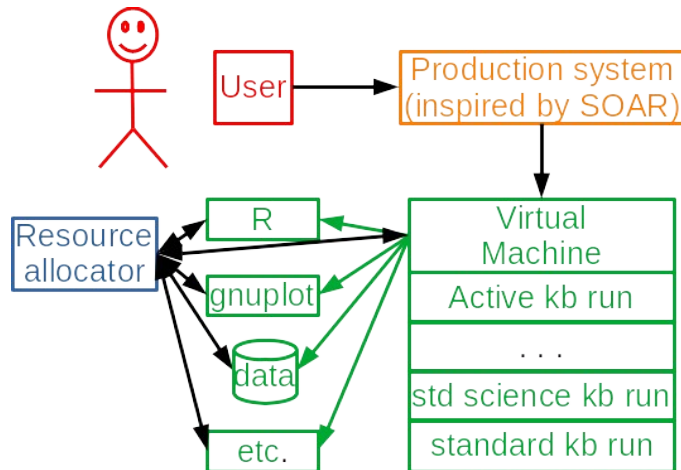 User
Production system
(inspired by SOAR)
Resource
allocator
R
gnuplot
data
etc.
Virtual
Machine
Active kb run
. . .
std science kb run
standard kb run